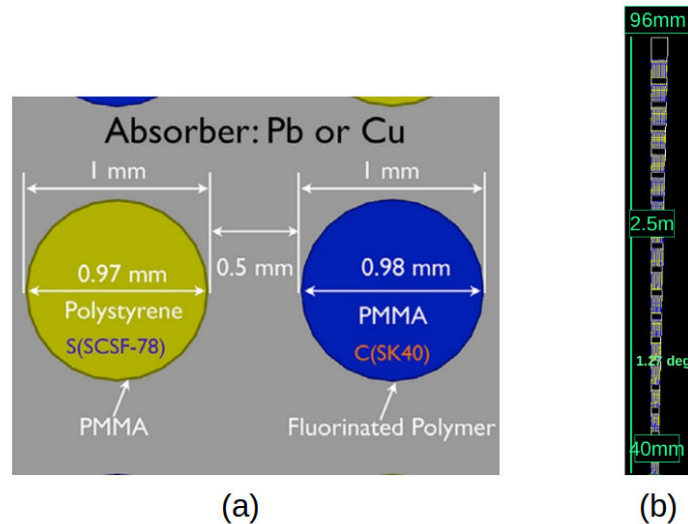 Absorber: Pb or Cu
1 mm
1 mm
0.5 mm
0.97 mm
Polystyrene
S(SCSF-78)
0.98 mm
PMMA
C(SK40)
PMMA
Fluorinated Polymer
(a)
96mm
2.5m
1.27 deg
40mm
(b)